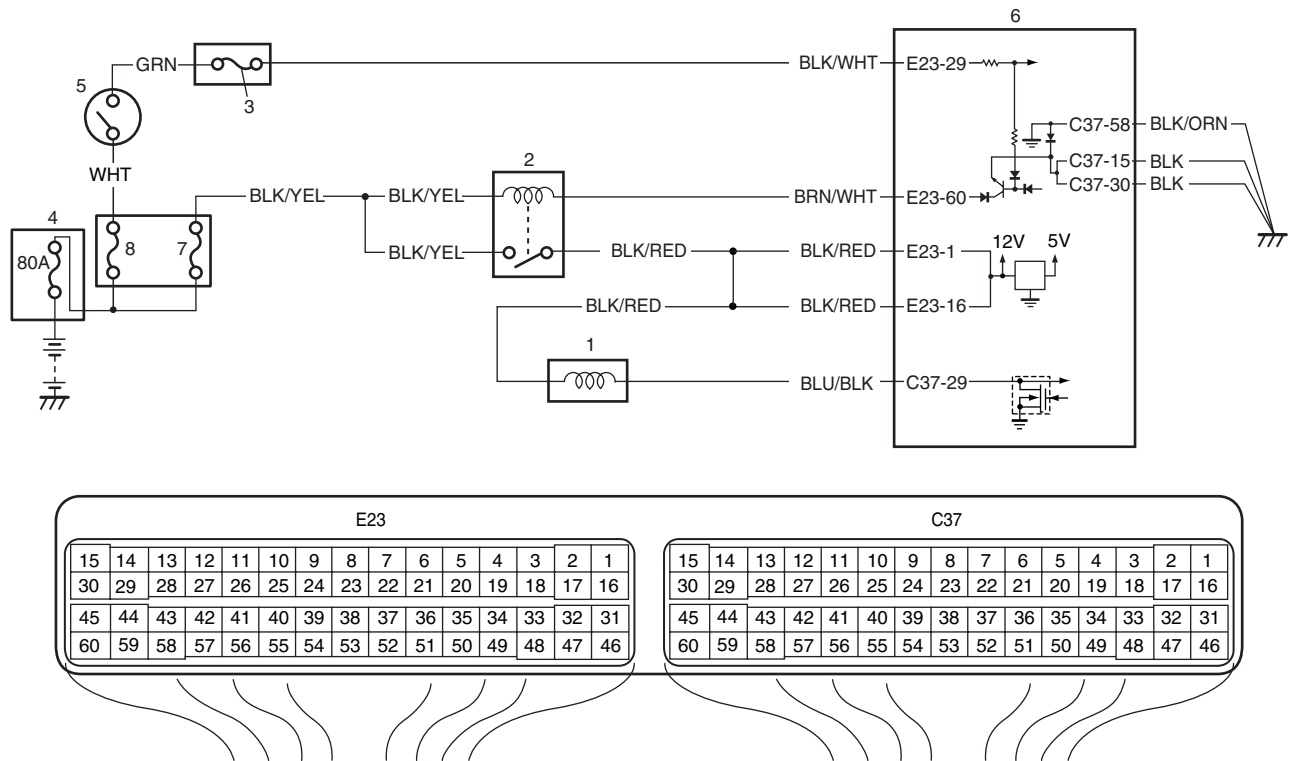 6
GRN
BLK/WHT
E23-29
5
3
C37-58
BLK/ORN
WHT
2
C37-15
BLK
BLK/YEL
BLK/YEL
BRN/WHT
E23-60
C37-30
BLK
4
80A
8
7
BLK/YEL
BLK/RED
BLK/RED
E23-1
12V
5V
BLK/RED
BLK/RED
E23-16
1
BLU/BLK
C37-29
E23
C37
15 14 13 12 11 10 9 8 7 6 5 4 3 2 1
30 29 28 27 26 25 24 23 22 21 20 19 18 17 16
45 44 43 42 41 40 39 38 37 36 35 34 33 32 31
60 59 58 57 56 55 54 53 52 51 50 49 48 47 46
15 14 13 12 11 10 9 8 7 6 5 4 3 2 1
30 29 28 27 26 25 24 23 22 21 20 19 18 17 16
45 44 43 42 41 40 39 38 37 36 35 34 33 32 31
60 59 58 57 56 55 54 53 52 51 50 49 48 47 46